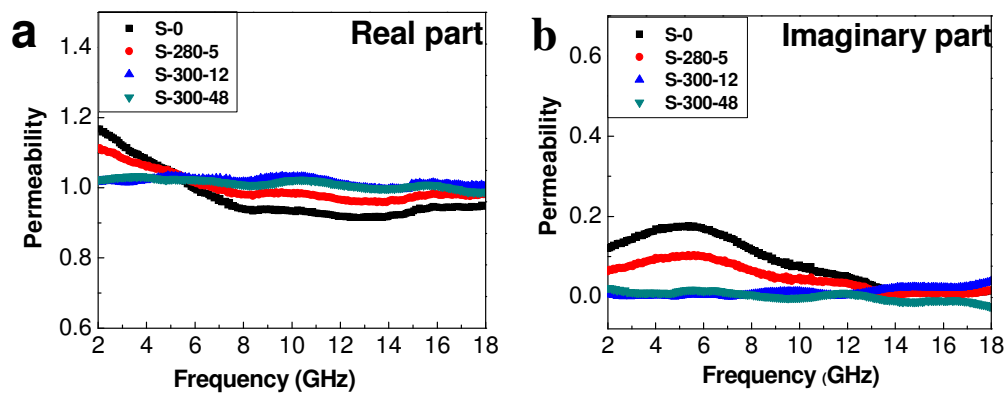 a
Real part
S-0
S-280-5
S-300-12
S-300-48
Permeability
1.4
1.2
1.0
0.8
0.6
2 4 6 8 10 12 14 16 18
Frequency (GHz)
b
Imaginary part
S-0
S-280-5
S-300-12
S-300-48
Permeability
0.6
0.4
0.2
0.0
2 4 6 8 10 12 14 16 18
Frequency (GHz)